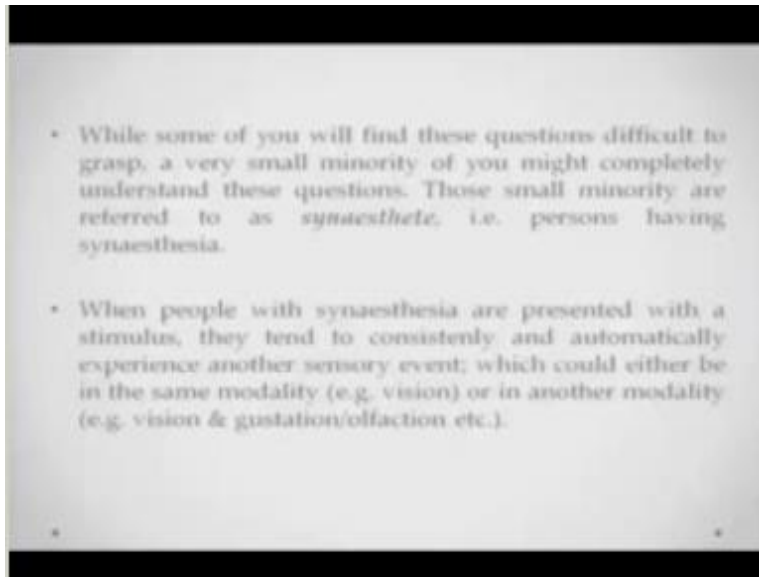 • While some of you will find these questions difficult to
grasp, a very small minority of you might completely
understand these questions. Those small minority are
referred to as synaesthete, i.e. persons having
synaesthesia.
• When people with synaesthesia are presented with a
stimulus, they tend to consistenly and automatically
experience another sensory event; which could either be
in the same modality (e.g. vision) or in another modality
(e.g. vision & gustation/olfaction etc.).